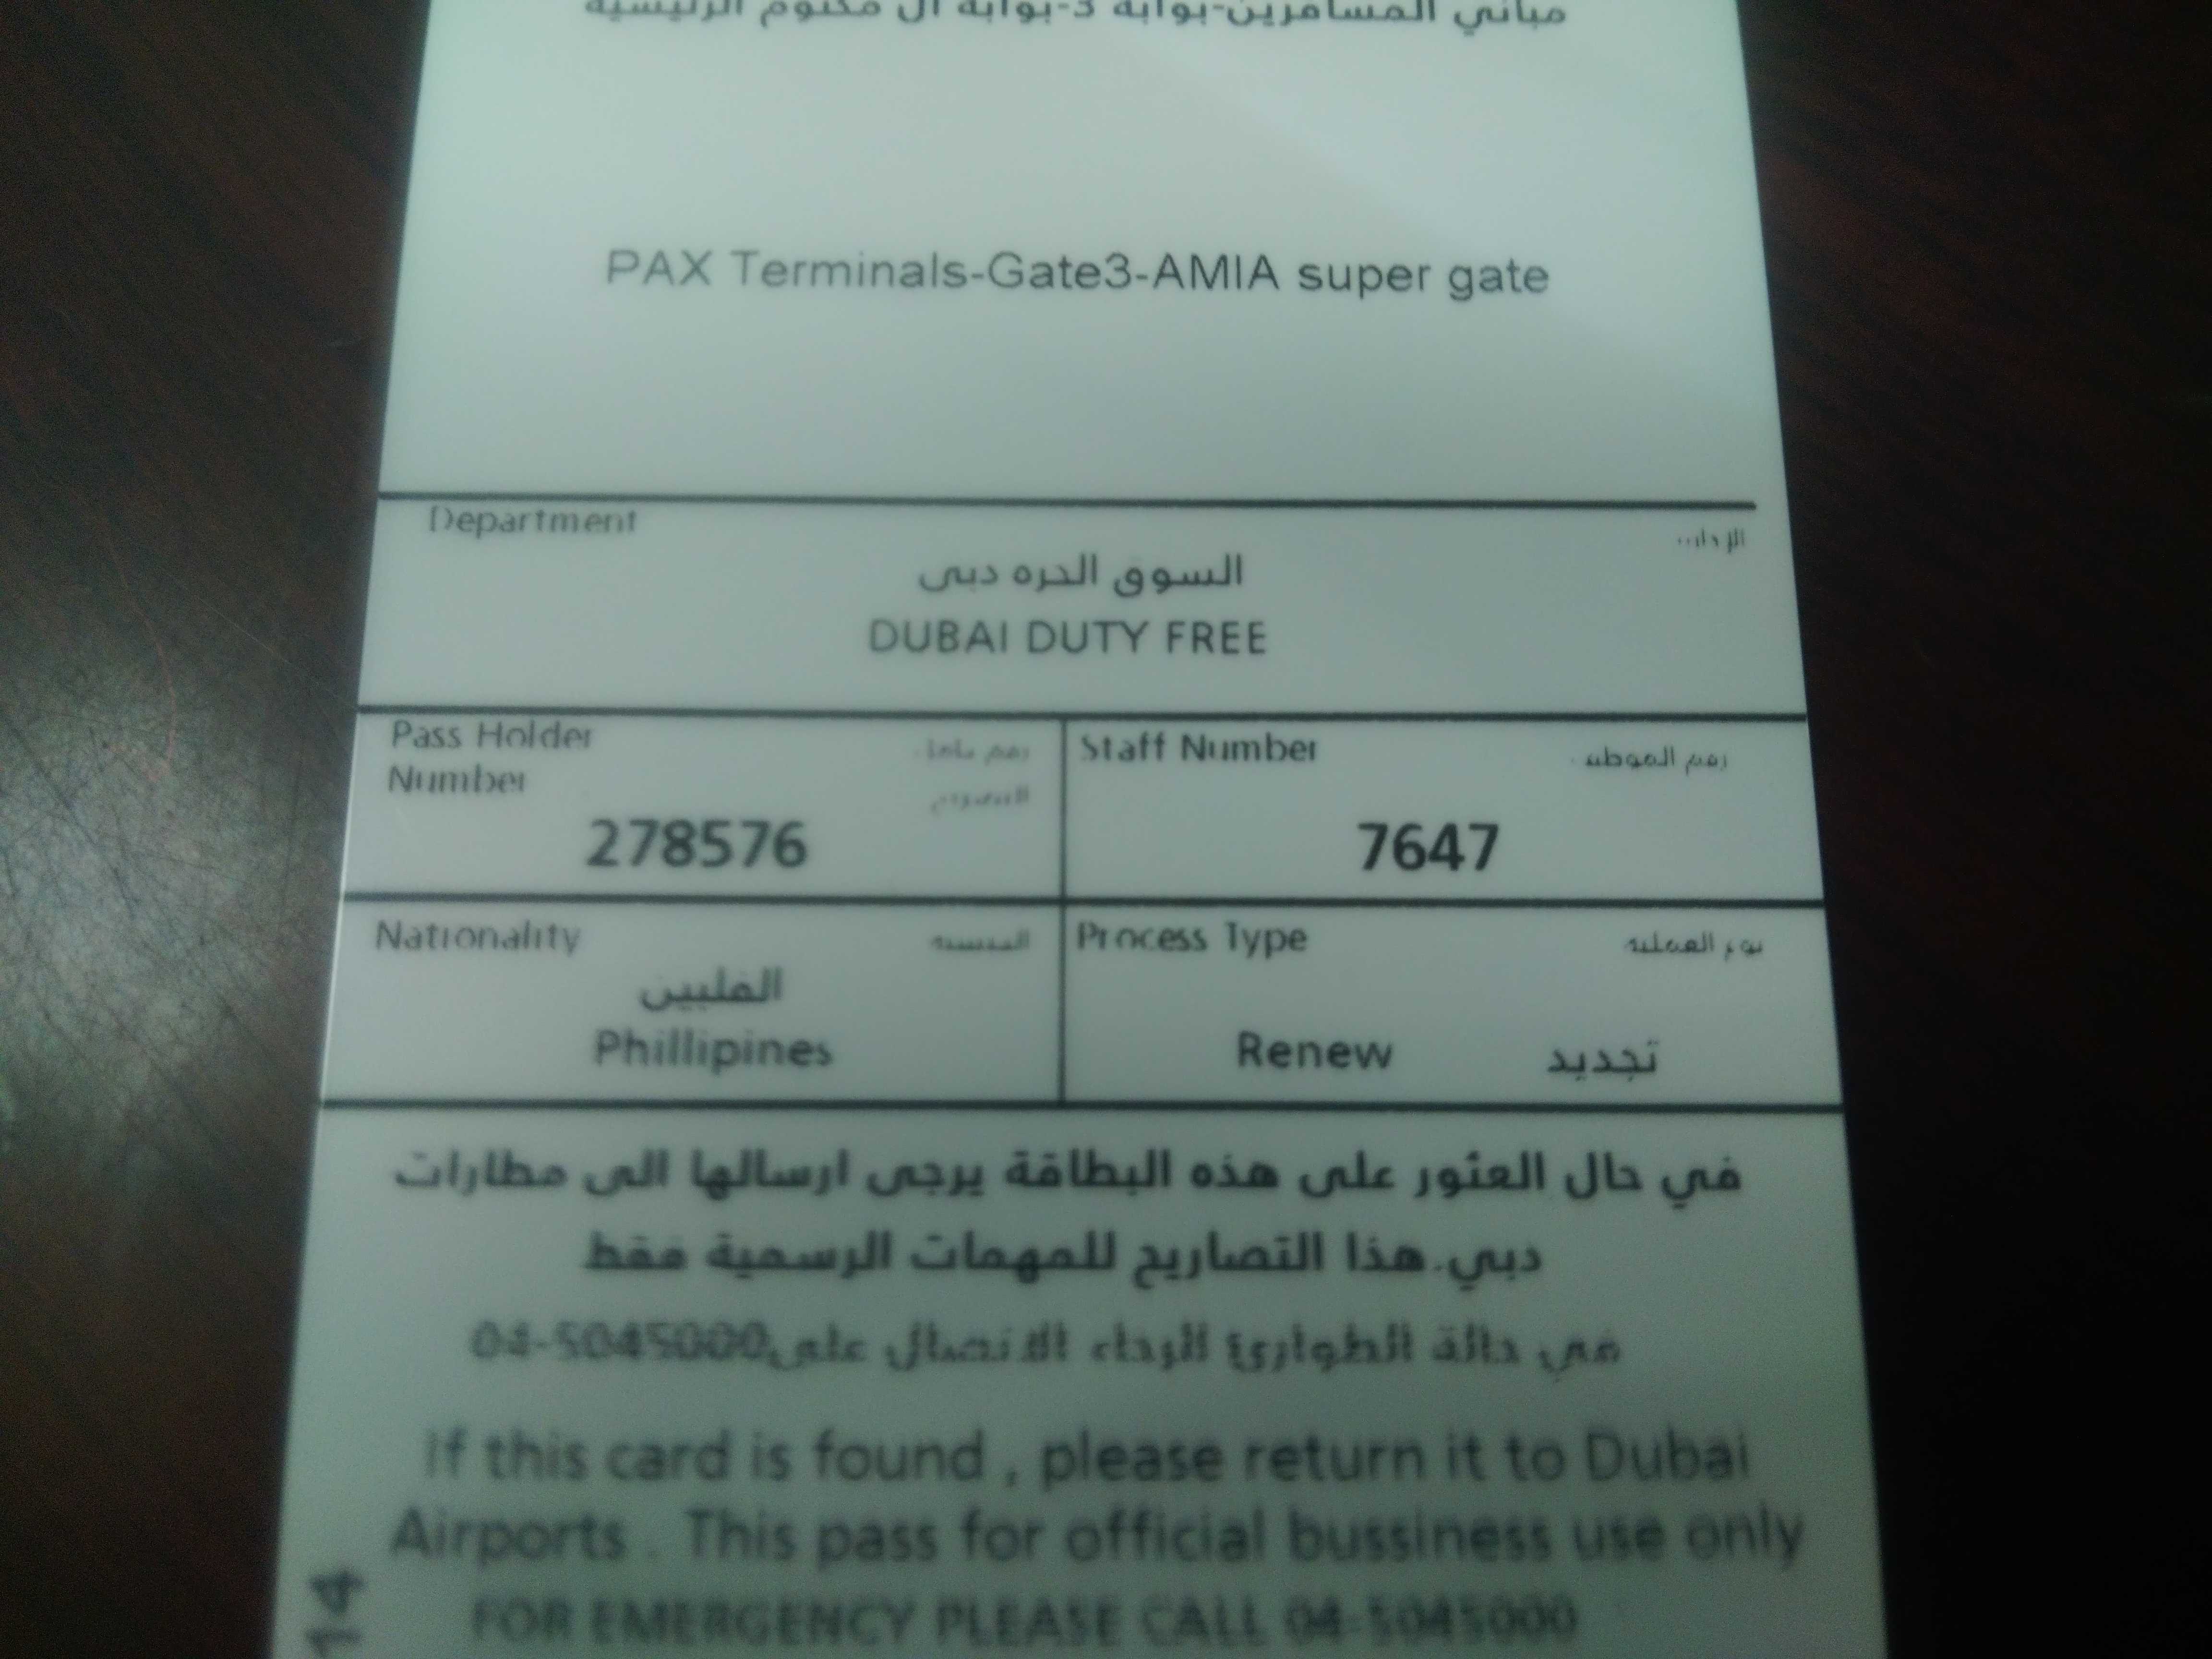 مباني المسافرين-بوابة 3-بوابة آل مكتوم الرئيسية
PAX Terminals-Gate3-AMIA super gate
Department
السوق الحره دبى
DUBAI DUTY FREE
Pass Holder
Number
278576
Staff Number
7647
Nationality
الفلبين
Phillipines
Process Type نوع العملية
Renew تجديد
في حال العثور على هذه البطاقة يرجى ارسالها الى مطارات
دبي.هذا التصاريح للمهمات الرسمية فقط
في حالة الطوارئ الرجاء الاتصال على04-5045000
if this card is found , please return it to Dubai
Airports . This pass for official bussiness use only
FOR EMERGENCY PLEASE CALL 04-5045000
14